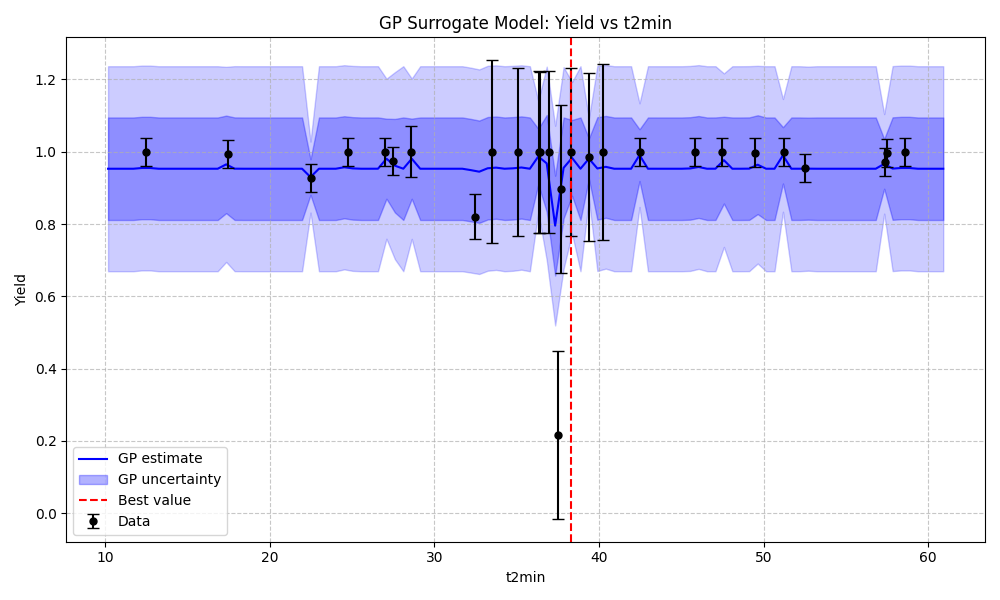 GP Surrogate Model: Yield vs t2min
Yield
1.2
1.0
0.8
0.6
0.4
0.2
0.0
GP estimate
GP uncertainty
Best value
Data
10
20
30
40
50
60
t2min